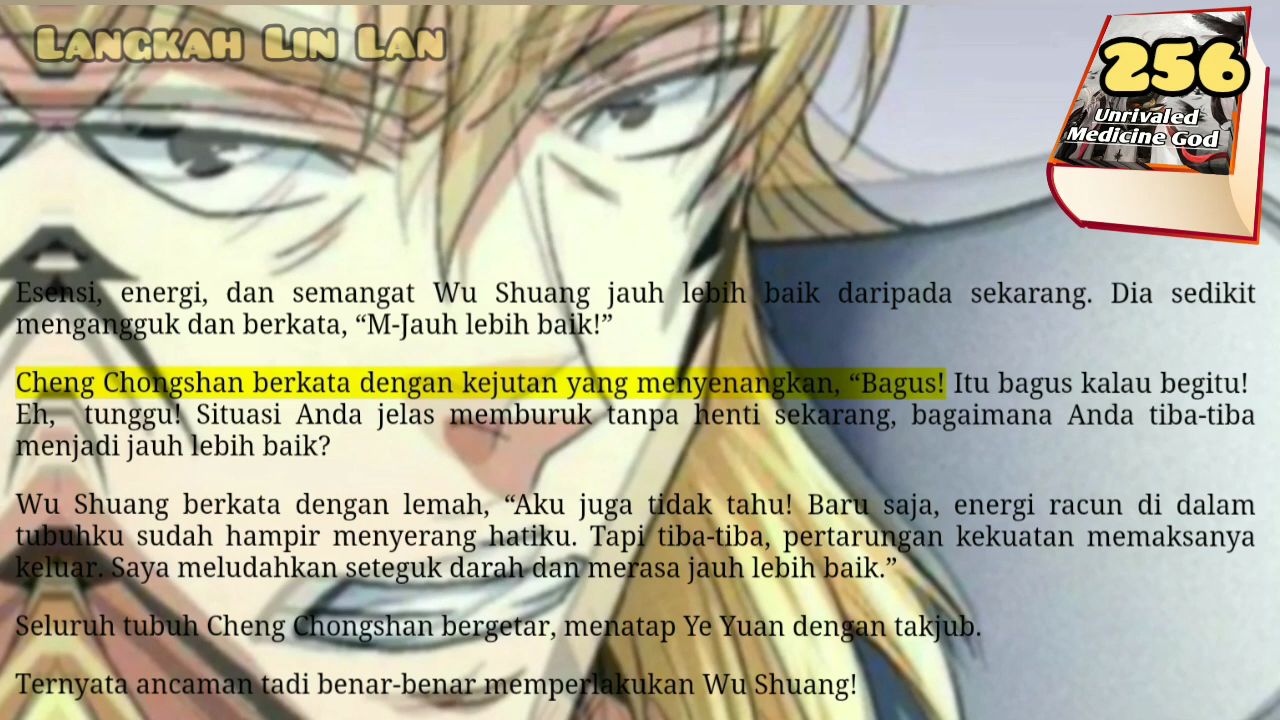 Langkah Lin Lan
256
Unrivaled
Medicine God
Esensi, energi, dan semangat Wu Shuang jauh lebih baik daripada sekarang. Dia sedikit
mengangguk dan berkata, “M-Jauh lebih baik!”
Cheng Chongshan berkata dengan kejutan yang menyenangkan, “Bagus! Itu bagus kalau begitu!
Eh, tunggu! Situasi Anda jelas memburuk tanpa henti sekarang, bagaimana Anda tiba-tiba
menjadi jauh lebih baik?
Wu Shuang berkata dengan lemah, “Aku juga tidak tahu! Baru saja, energi racun di dalam
tubuhku sudah hampir menyerang hatiku. Tapi tiba-tiba, pertarungan kekuatan memaksanya
keluar. Saya meludahkan seteguk darah dan merasa jauh lebih baik.”
Seluruh tubuh Cheng Chongshan bergetar, menatap Ye Yuan dengan takjub.
Ternyata ancaman tadi benar-benar memperlakukan Wu Shuang!